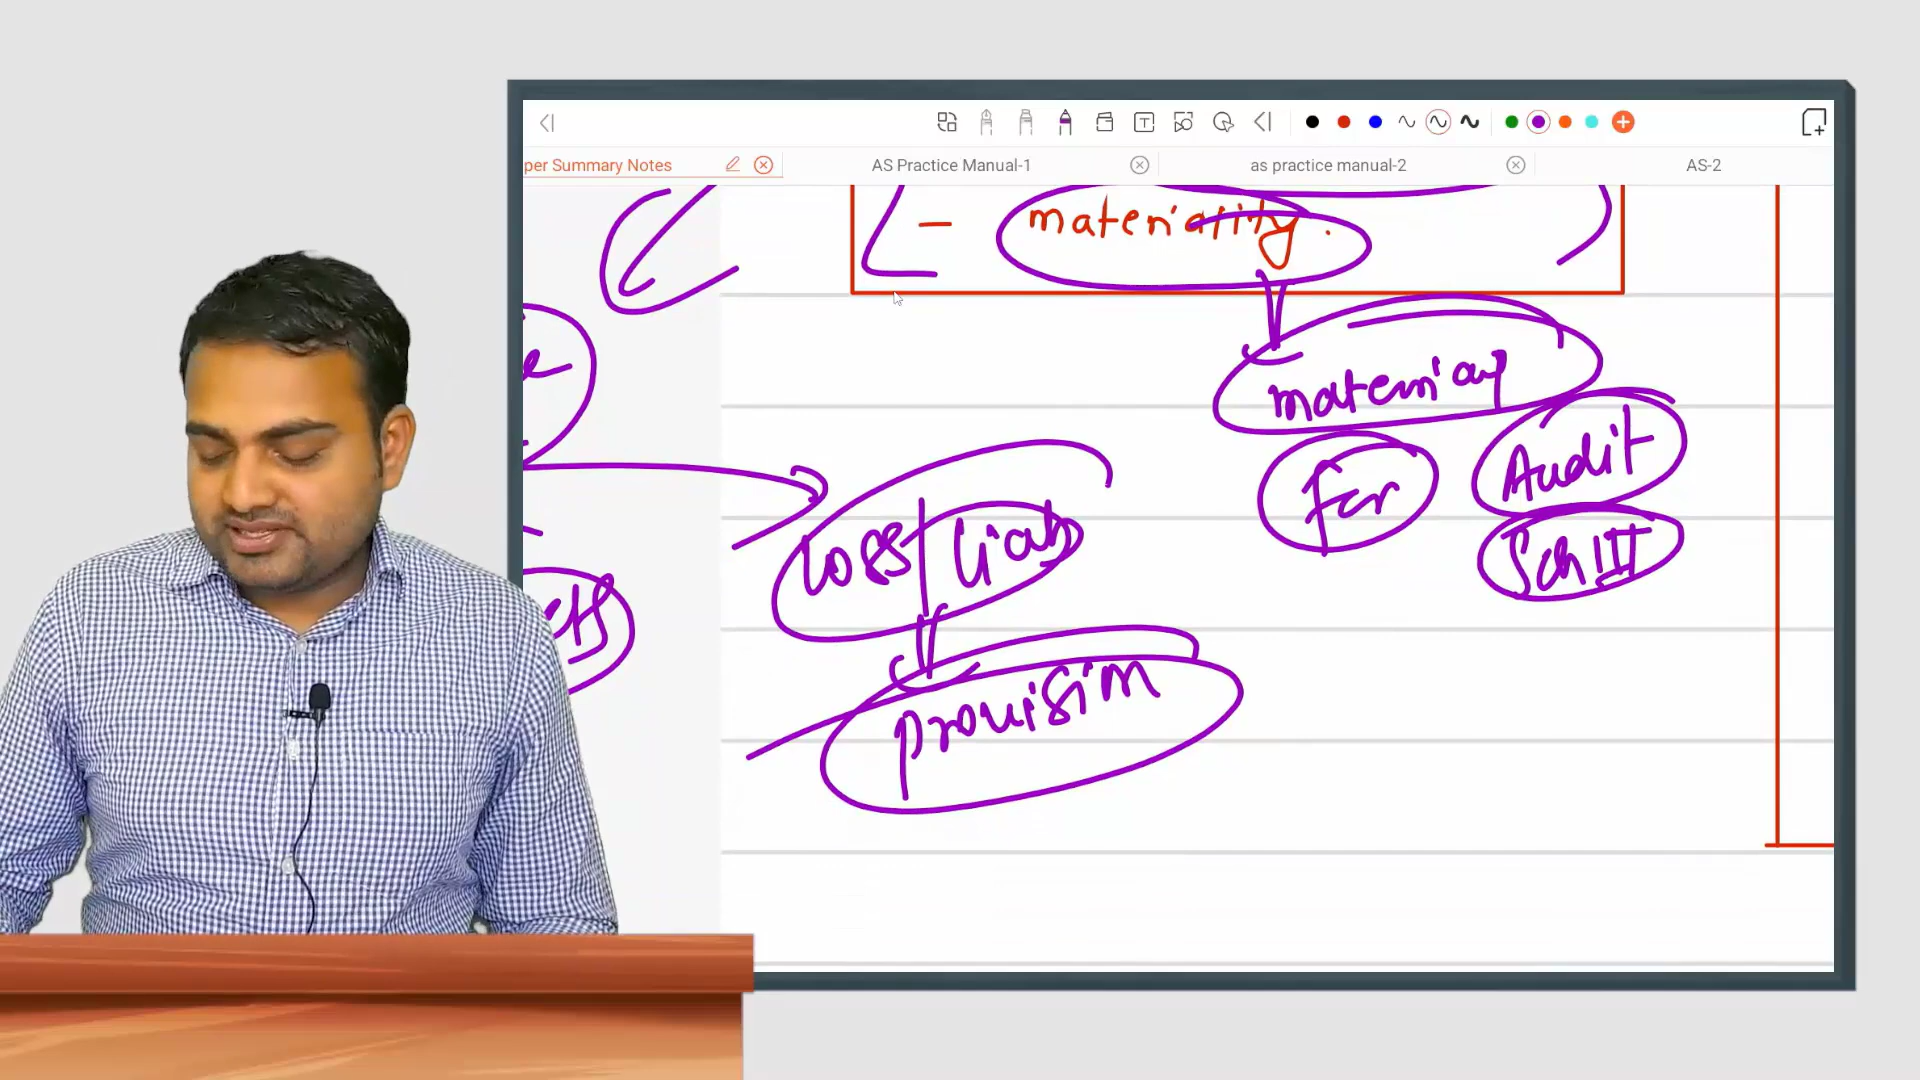 per Summary Notes AS Practice Manual-1 as practice manual-2 AS-2
T
- materiality.
material
For Audit
Sch III
Loss | Liab
provision